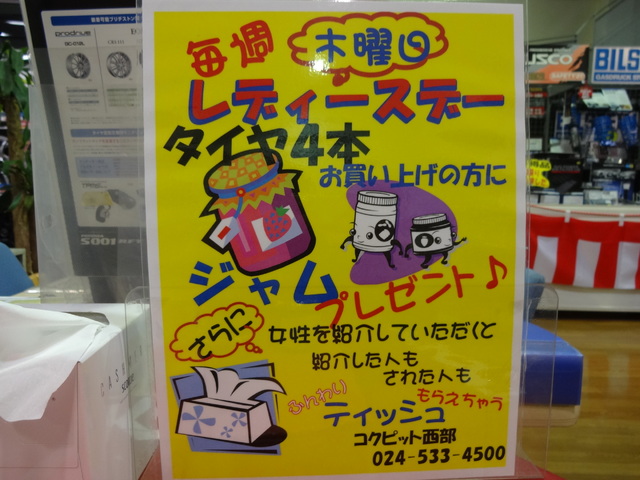 毎週 木曜日
レディースデー
タイヤ4本
お買い上げの方に
ジャム
プレゼント♪
さらに
女性を紹介していただくと
紹介した人も
された人も
もらえちゃう
ふんわり
ティッシュ
コクピット西部
024-533-4500
prodrive
BILS